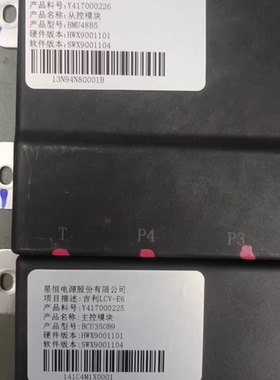 产品料号:Y417000226
产品名称:从控模块
产品型号:BMU48B5
硬件版本:HWX9001101
软件版本:SWX9001104
13N94N80001B
T P4 P3
星恒电源股份有限公司
项目描述:吉利LCV-E6
产品料号:Y417000225
产品名称:主控模块
产品型号:BCU350B9
硬件版本:HWX9001101
软件版本:SWX9001104
141C4M1X0001